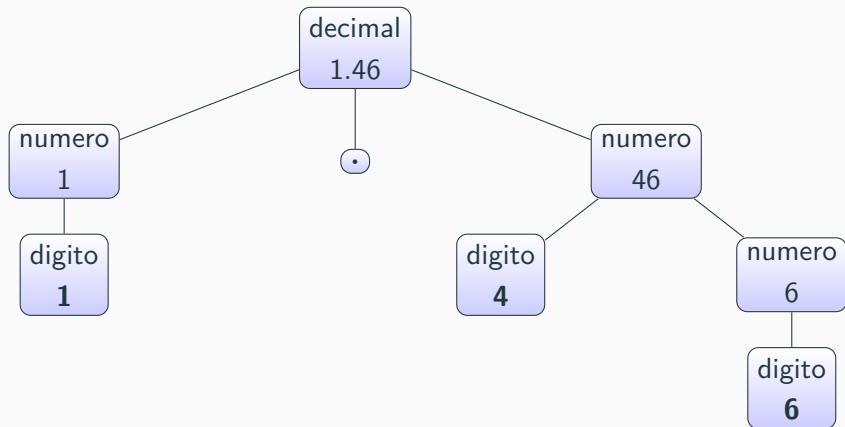 decimal
1.46
numero
1
.
numero
46
digito
1
digito
4
numero
6
digito
6